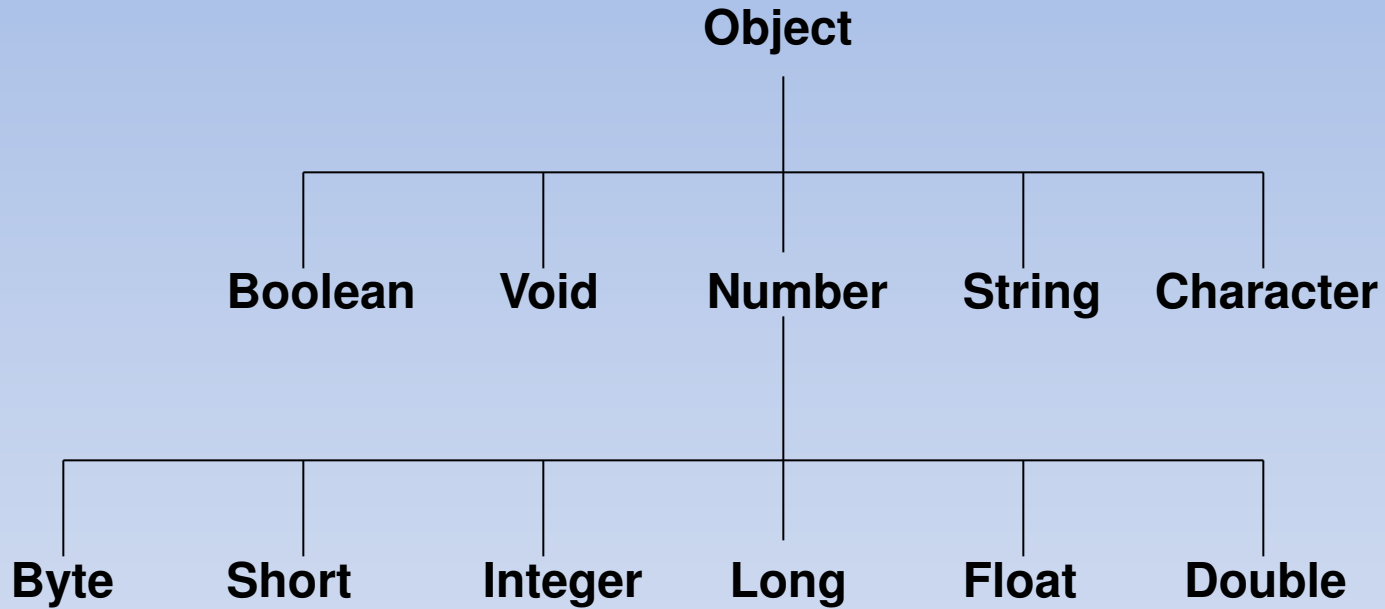 Object
Boolean Void Number String Character
Byte Short Integer Long Float Double